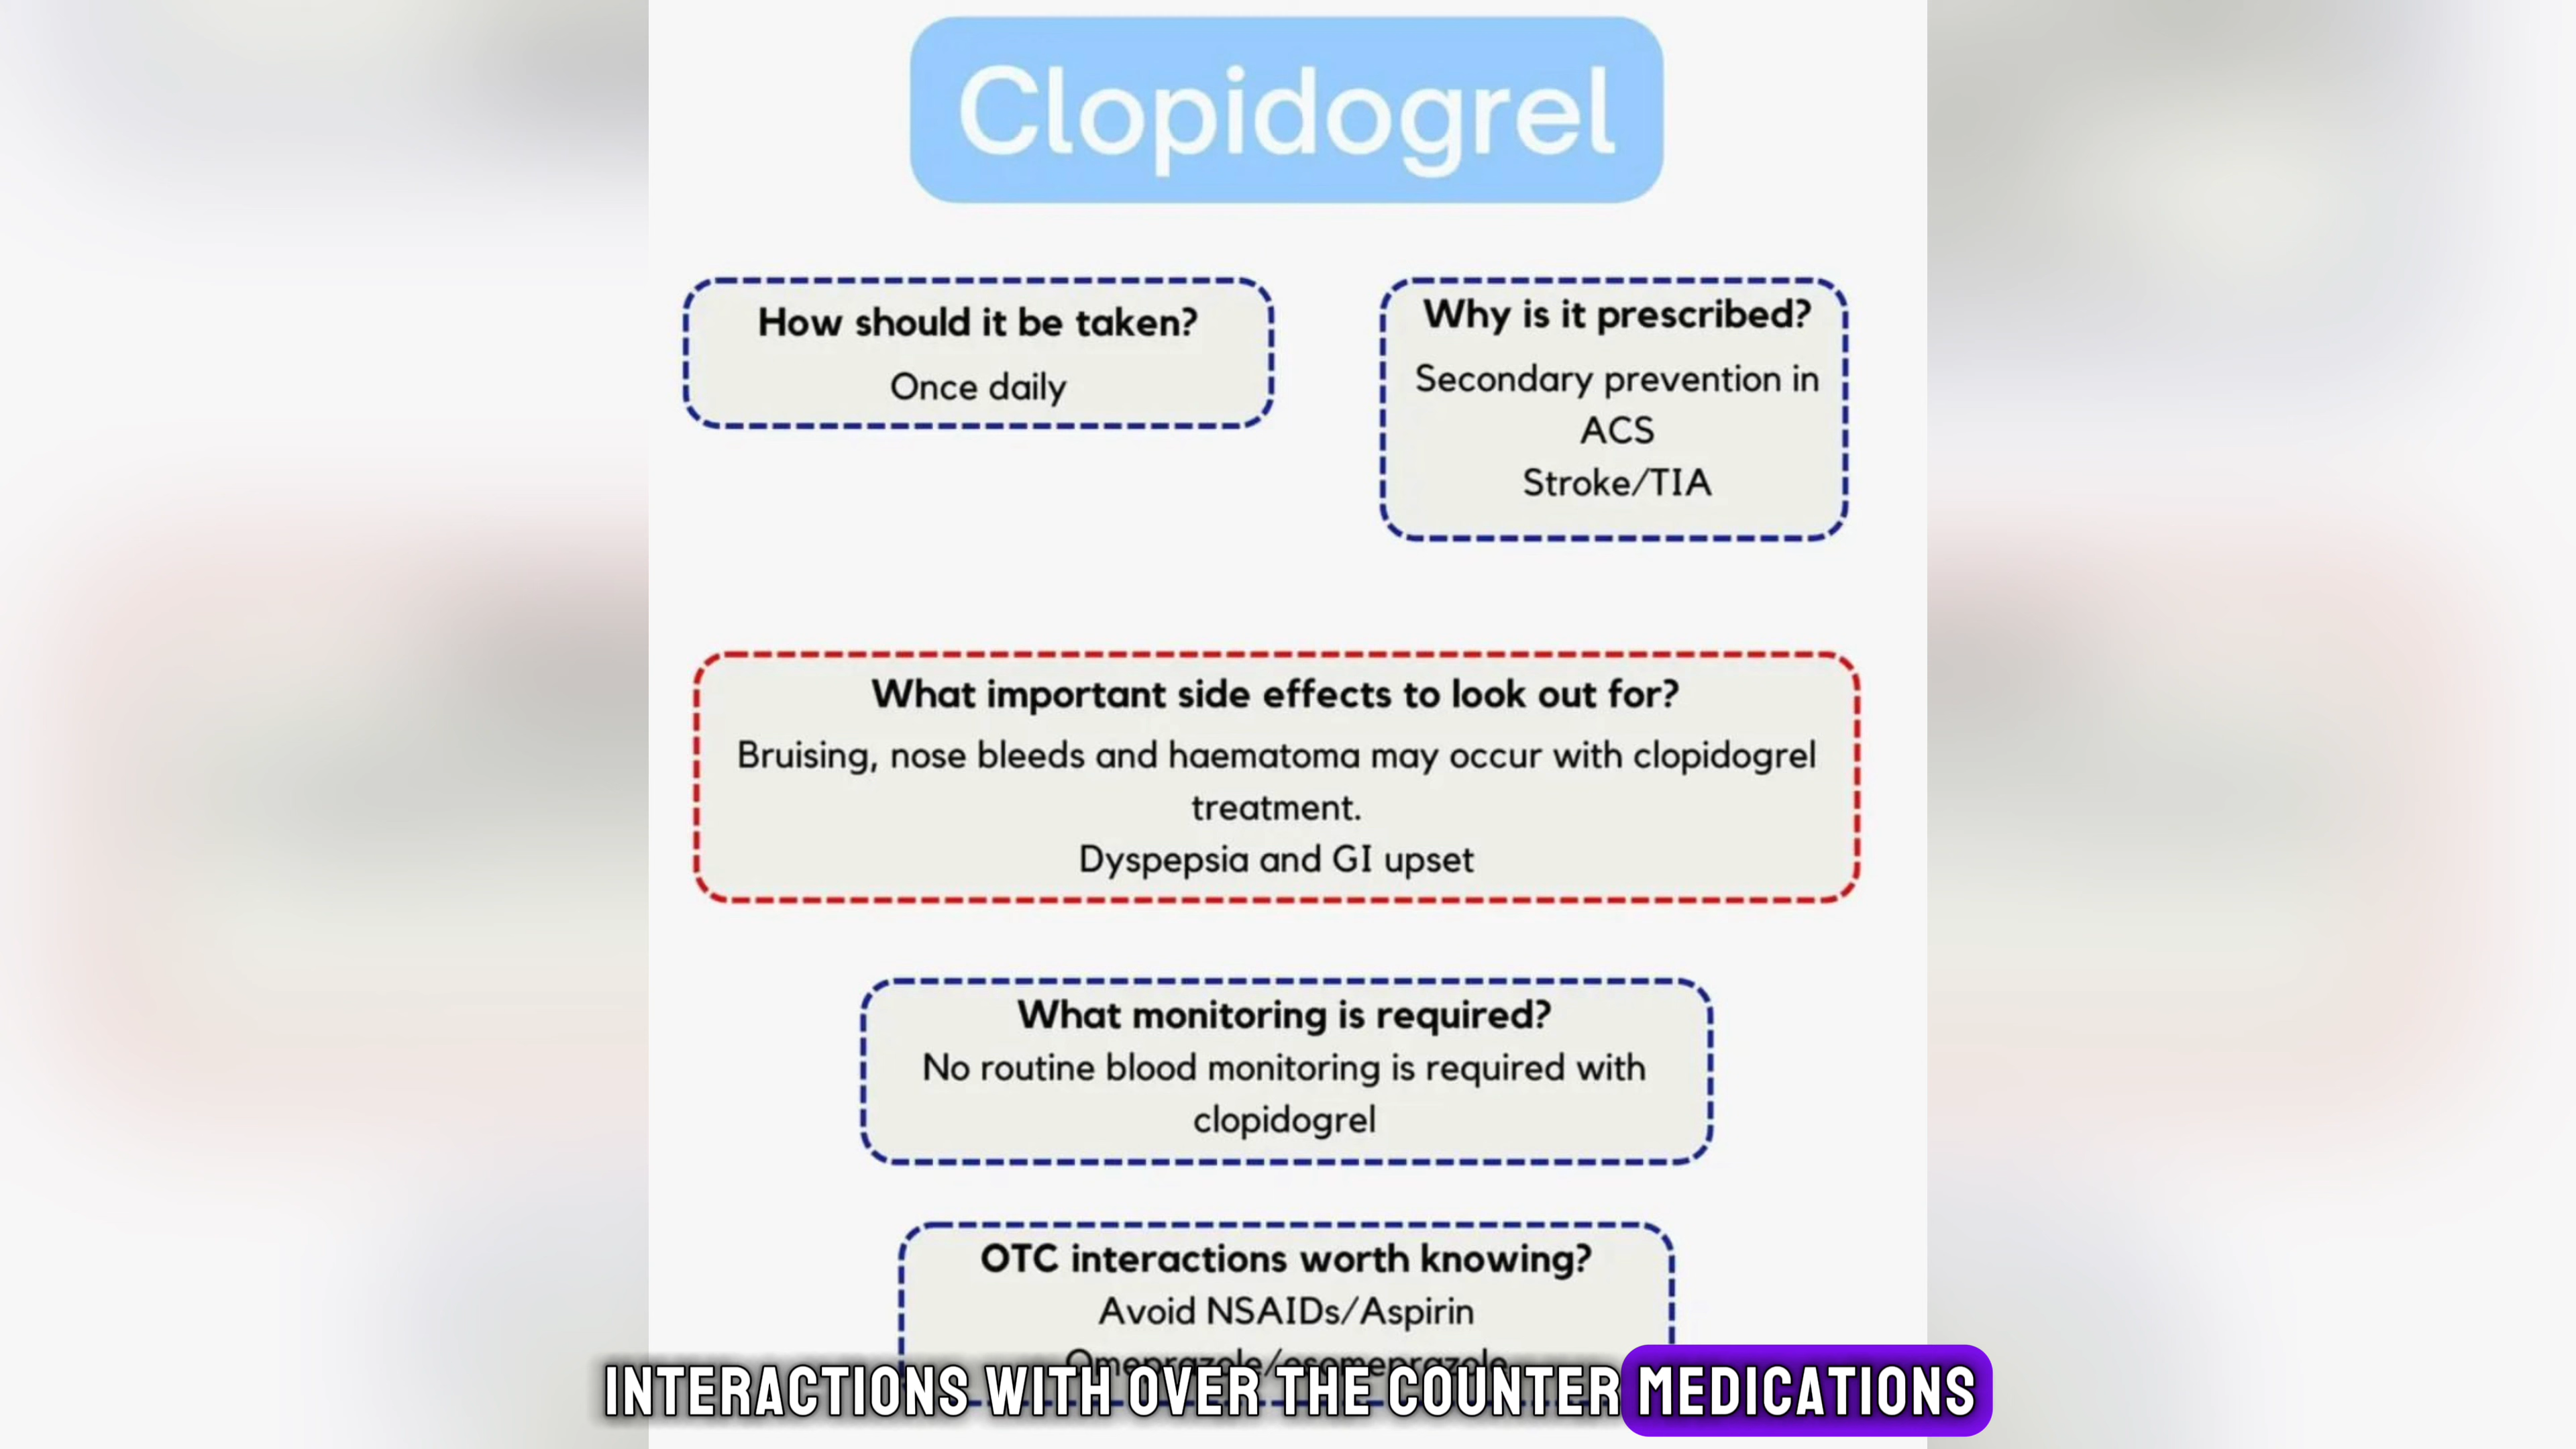 Clopidogrel
How should it be taken?
Once daily
Why is it prescribed?
Secondary prevention in
ACS
Stroke/TIA
What important side effects to look out for?
Bruising, nose bleeds and haematoma may occur with clopidogrel
treatment.
Dyspepsia and GI upset
What monitoring is required?
No routine blood monitoring is required with
clopidogrel
OTC interactions worth knowing?
Avoid NSAIDs/Aspirin
Omeprazole/esomeprazole
INTERACTIONS WITH OVER THE COUNTER MEDICATIONS